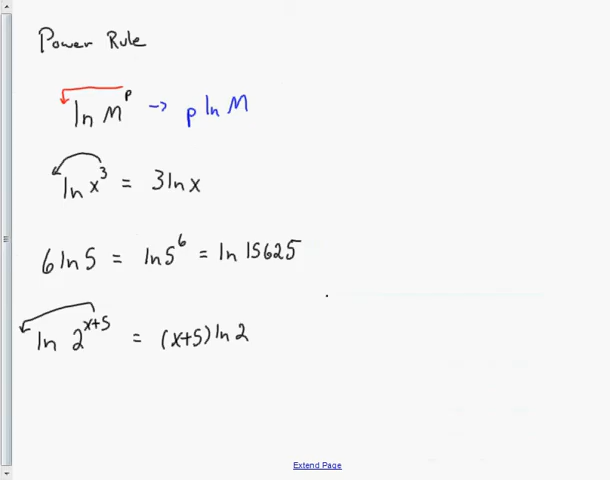 Power Rule
ln M^p → p ln M
ln x^3 = 3 ln x
6 ln 5 = ln 5^6 = ln 15625
ln 2^(x+5) = (x+5) ln 2
Extend Page